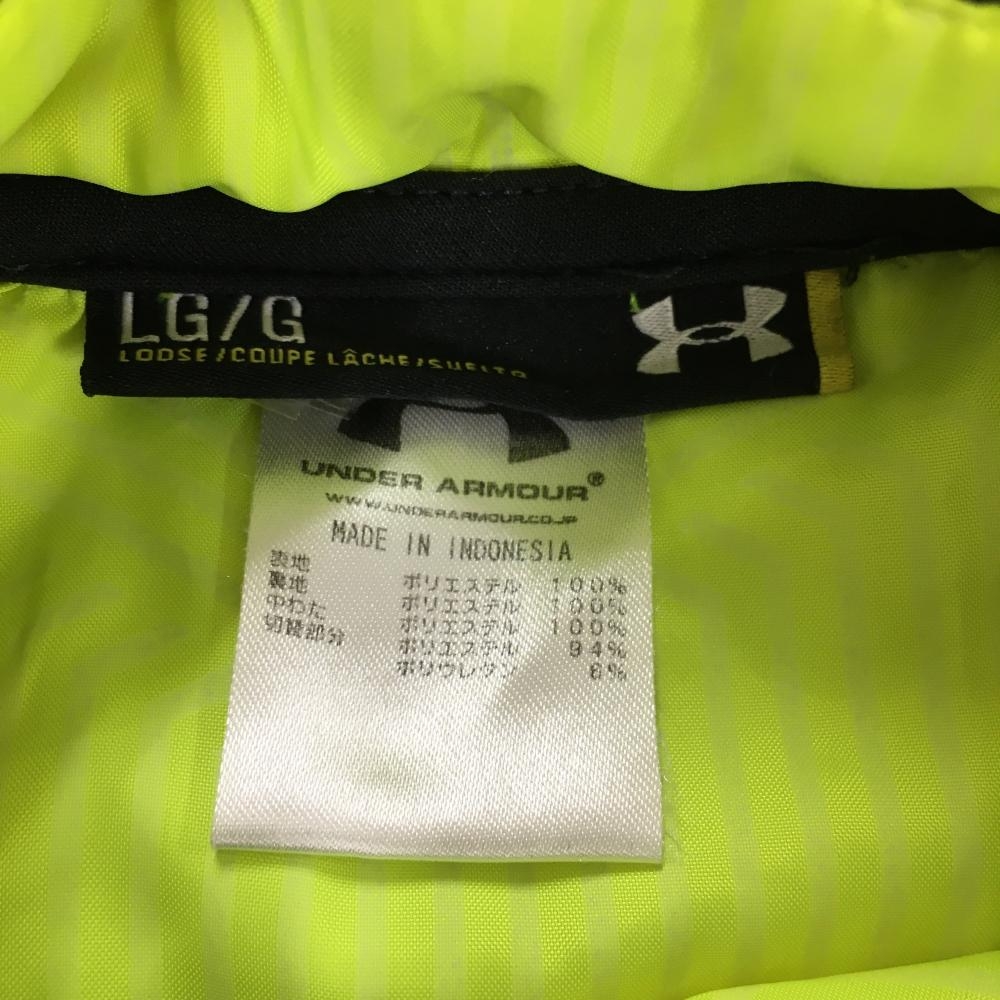 LG/G
LOOSE/COUPE LÂCHE/SUELTO
UNDER ARMOUR®
WWW.UNDERARMOUR.CO.JP
MADE IN INDONESIA
表地 ポリエステル 100%
裏地 ポリエステル 100%
中わた ポリエステル 100%
切替部分 ポリエステル 94%
ポリウレタン 6%